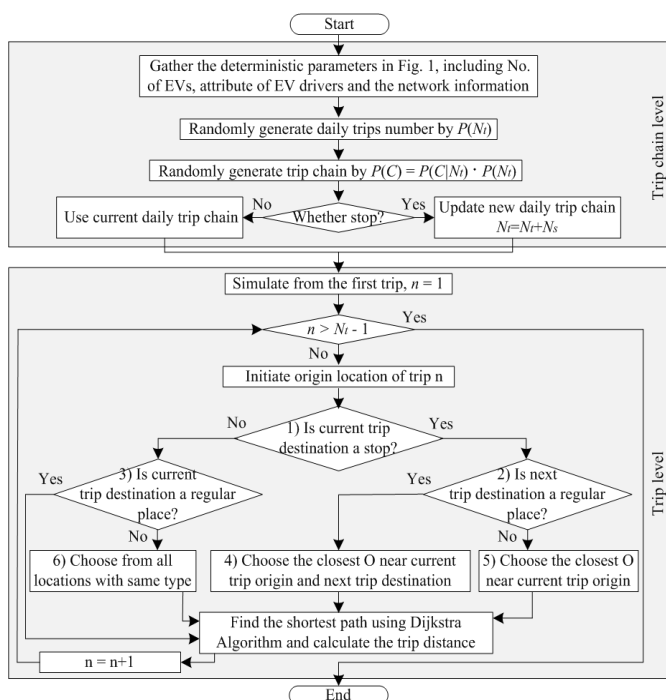 Start
Gather the deterministic parameters in Fig. 1, including No.
of EVs, attribute of EV drivers and the network information
Randomly generate daily trips number by P(Nt)
Randomly generate trip chain by P(C) = P(C|Nt) · P(Nt)
Trip chain level
No
Yes
Use current daily trip chain
Whether stop?
Update new daily trip chain
Nt=Nt+Ns
Simulate from the first trip, n = 1
n > Nt - 1
Yes
No
Initiate origin location of trip n
No
1) Is current trip
destination a stop?
Yes
Trip level
Yes
3) Is current
trip destination a regular
place?
Yes
2) Is next
trip destination a regular
place?
No
No
6) Choose from all
locations with same type
4) Choose the closest O near current
trip origin and next trip destination
5) Choose the closest O
near current trip origin
Find the shortest path using Dijkstra
Algorithm and calculate the trip distance
n = n+1
End